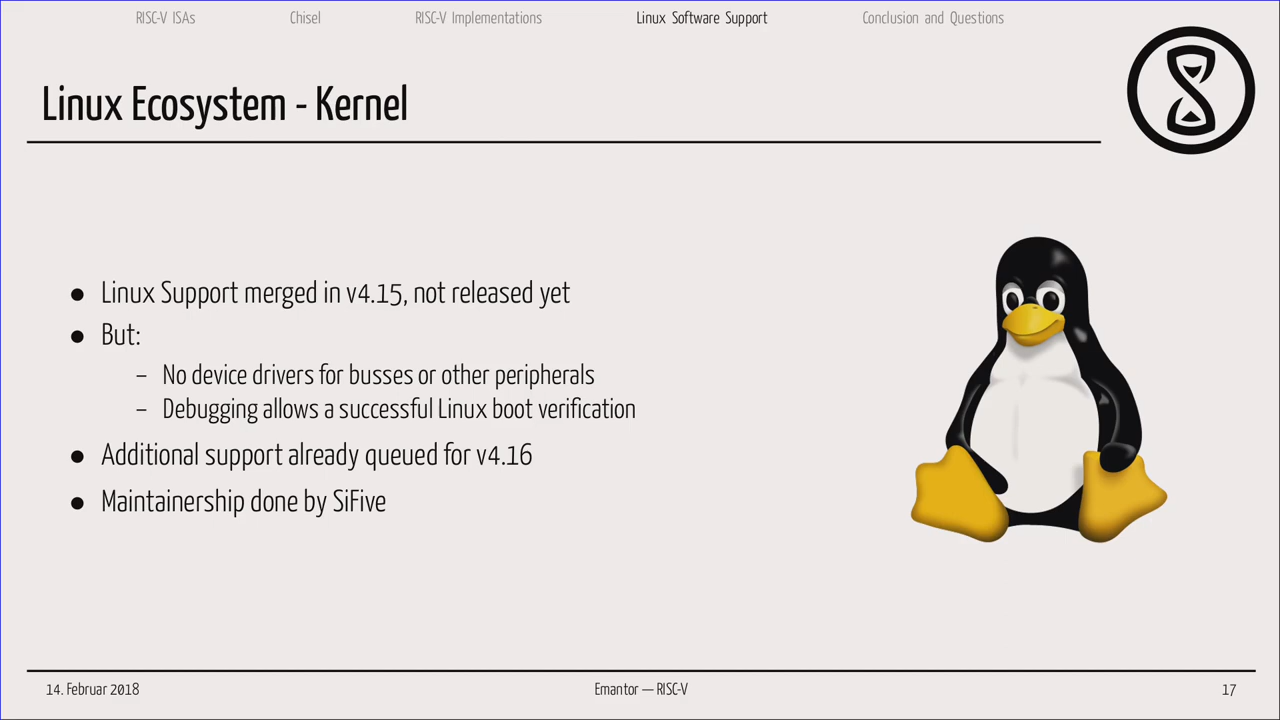 RISC-V ISAs Chisel RISC-V Implementations Linux Software Support Conclusion and Questions
Linux Ecosystem - Kernel
● Linux Support merged in v4.15, not released yet
● But:
– No device drivers for busses or other peripherals
– Debugging allows a successful Linux boot verification
● Additional support already queued for v4.16
● Maintainership done by SiFive
14. Februar 2018 Emantor — RISC-V 17